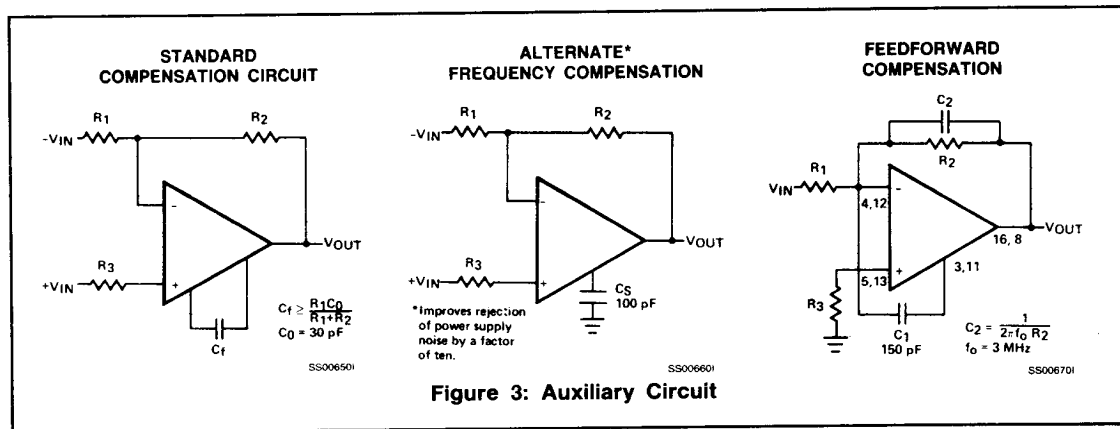 STANDARD
COMPENSATION CIRCUIT
R1
R2
-VIN
-
+
VOUT
R3
+VIN
Cf
Cf ≥ R1C0
R1+R2
C0 = 30 pF
SS00650I
ALTERNATE*
FREQUENCY COMPENSATION
R1
R2
-VIN
-
+
VOUT
R3
+VIN
CS
100 pF
*Improves rejection
of power supply
noise by a factor
of ten.
SS00660I
FEEDFORWARD
COMPENSATION
C2
R2
R1
VIN
-
4,12
16, 8
VOUT
+
5,13
3,11
R3
C1
150 pF
C2 = 1
2πfo R2
fo = 3 MHz
SS00670I
Figure 3: Auxiliary Circuit